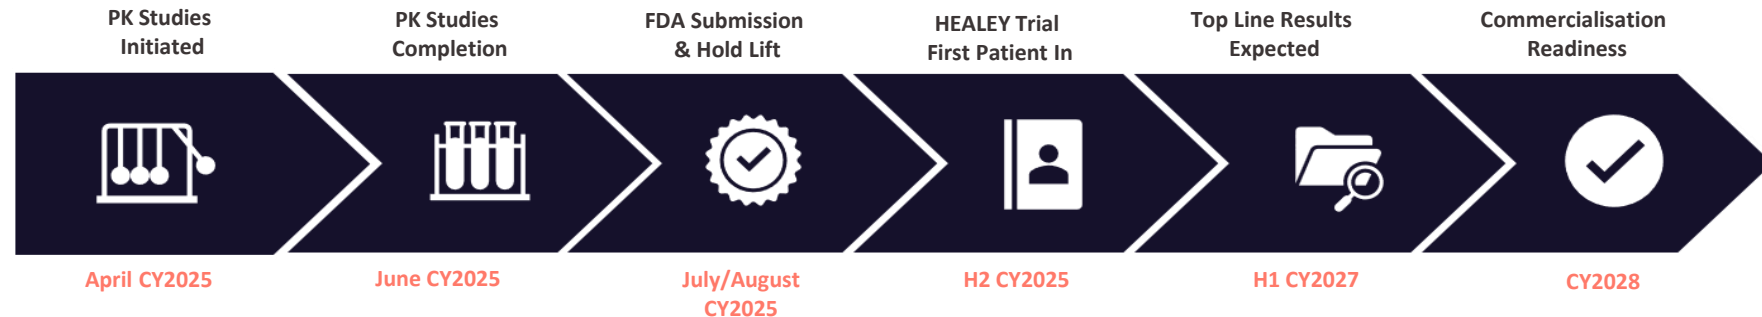 PK Studies
Initiated
PK Studies
Completion
FDA Submission
& Hold Lift
HEALEY Trial
First Patient In
Top Line Results
Expected
Commercialisation
Readiness
April CY2025
June CY2025
July/August
CY2025
H2 CY2025
H1 CY2027
CY2028